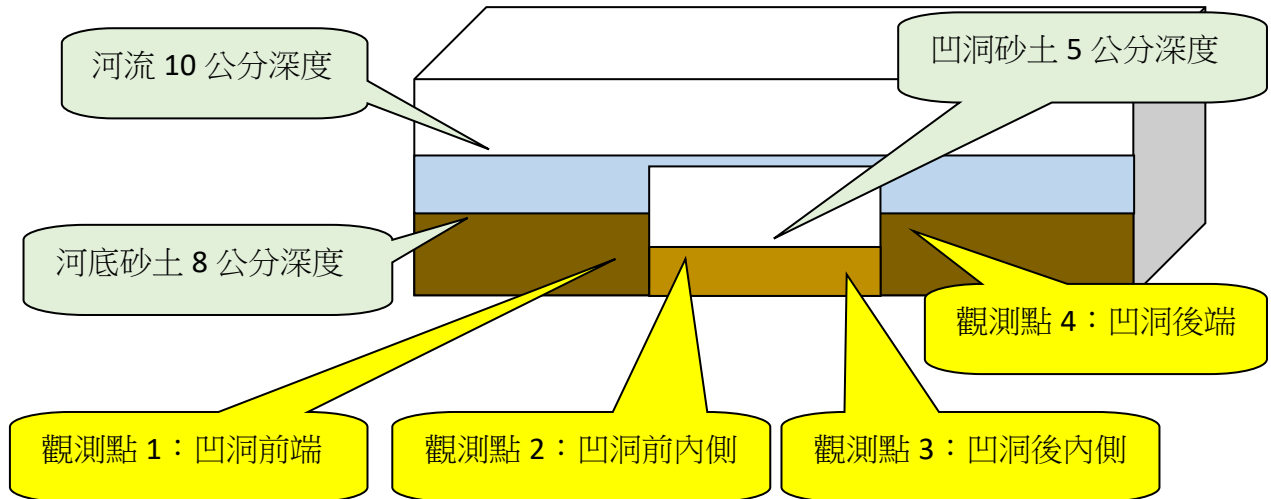 河流 10 公分深度
凹洞砂土 5 公分深度
河底砂土 8 公分深度
觀測點 4：凹洞後端
觀測點 1：凹洞前端
觀測點 2：凹洞前內側
觀測點 3：凹洞後內側